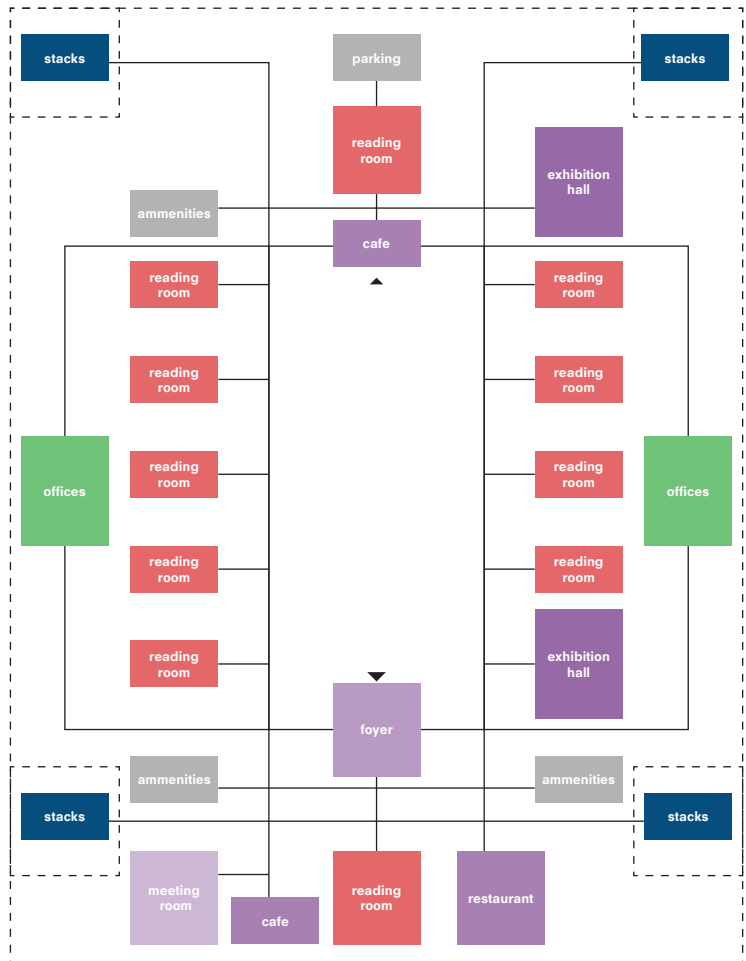 stacks
parking
stacks
reading
room
exhibition
hall
ammenities
cafe
reading
room
reading
room
reading
room
reading
room
offices
reading
room
reading
room
offices
reading
room
reading
room
reading
room
exhibition
hall
foyer
ammenities
ammenities
stacks
stacks
meeting
room
reading
room
restaurant
cafe